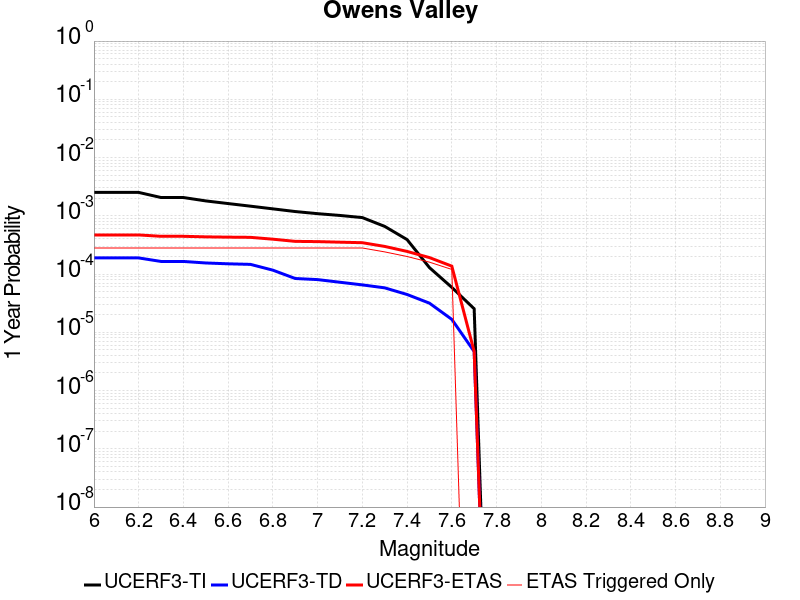 Owens Valley
10^0
10^-1
10^-2
10^-3
10^-4
10^-5
10^-6
10^-7
10^-8
1 Year Probability
6 6.2 6.4 6.6 6.8 7 7.2 7.4 7.6 7.8 8 8.2 8.4 8.6 8.8 9
Magnitude
UCERF3-TI UCERF3-TD UCERF3-ETAS ETAS Triggered Only